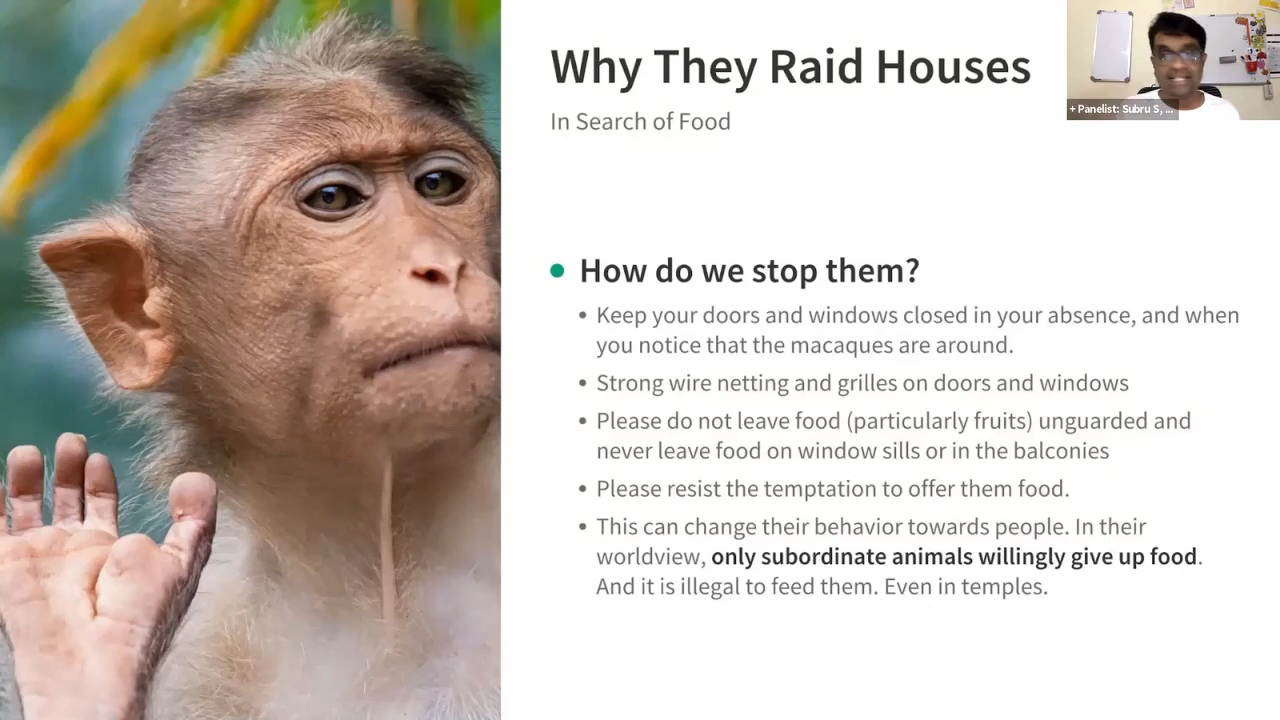 Why They Raid Houses
+ Panelist: Subru S, ...
In Search of Food
How do we stop them?
• Keep your doors and windows closed in your absence, and when
you notice that the macaques are around.
• Strong wire netting and grilles on doors and windows
• Please do not leave food (particularly fruits) unguarded and
never leave food on window sills or in the balconies
• Please resist the temptation to offer them food.
• This can change their behavior towards people. In their
worldview, only subordinate animals willingly give up food.
And it is illegal to feed them. Even in temples.